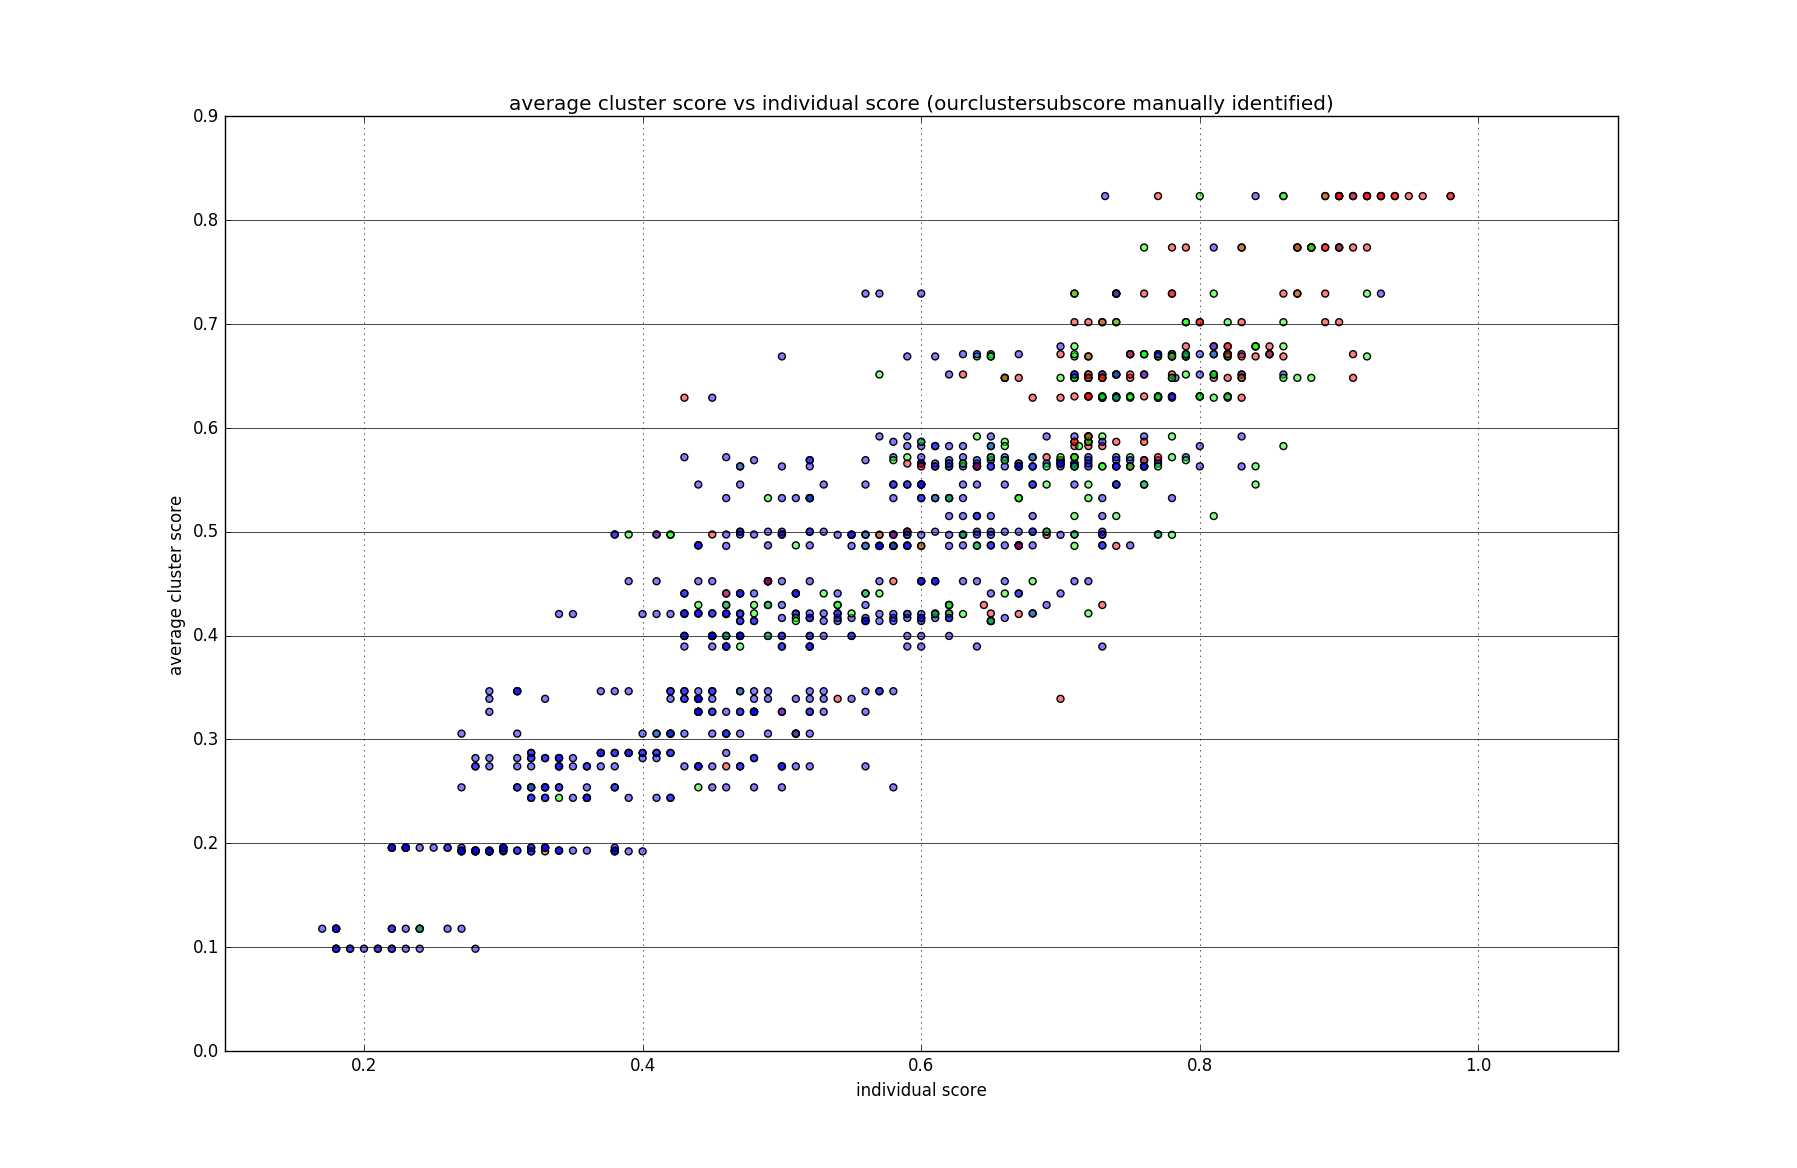 average cluster score vs individual score (ourclustersubscore manually identified)
0.9
0.8
0.7
0.6
0.5
0.4
0.3
0.2
0.1
0.0
average cluster score
0.2 0.4 0.6 0.8 1.0
individual score